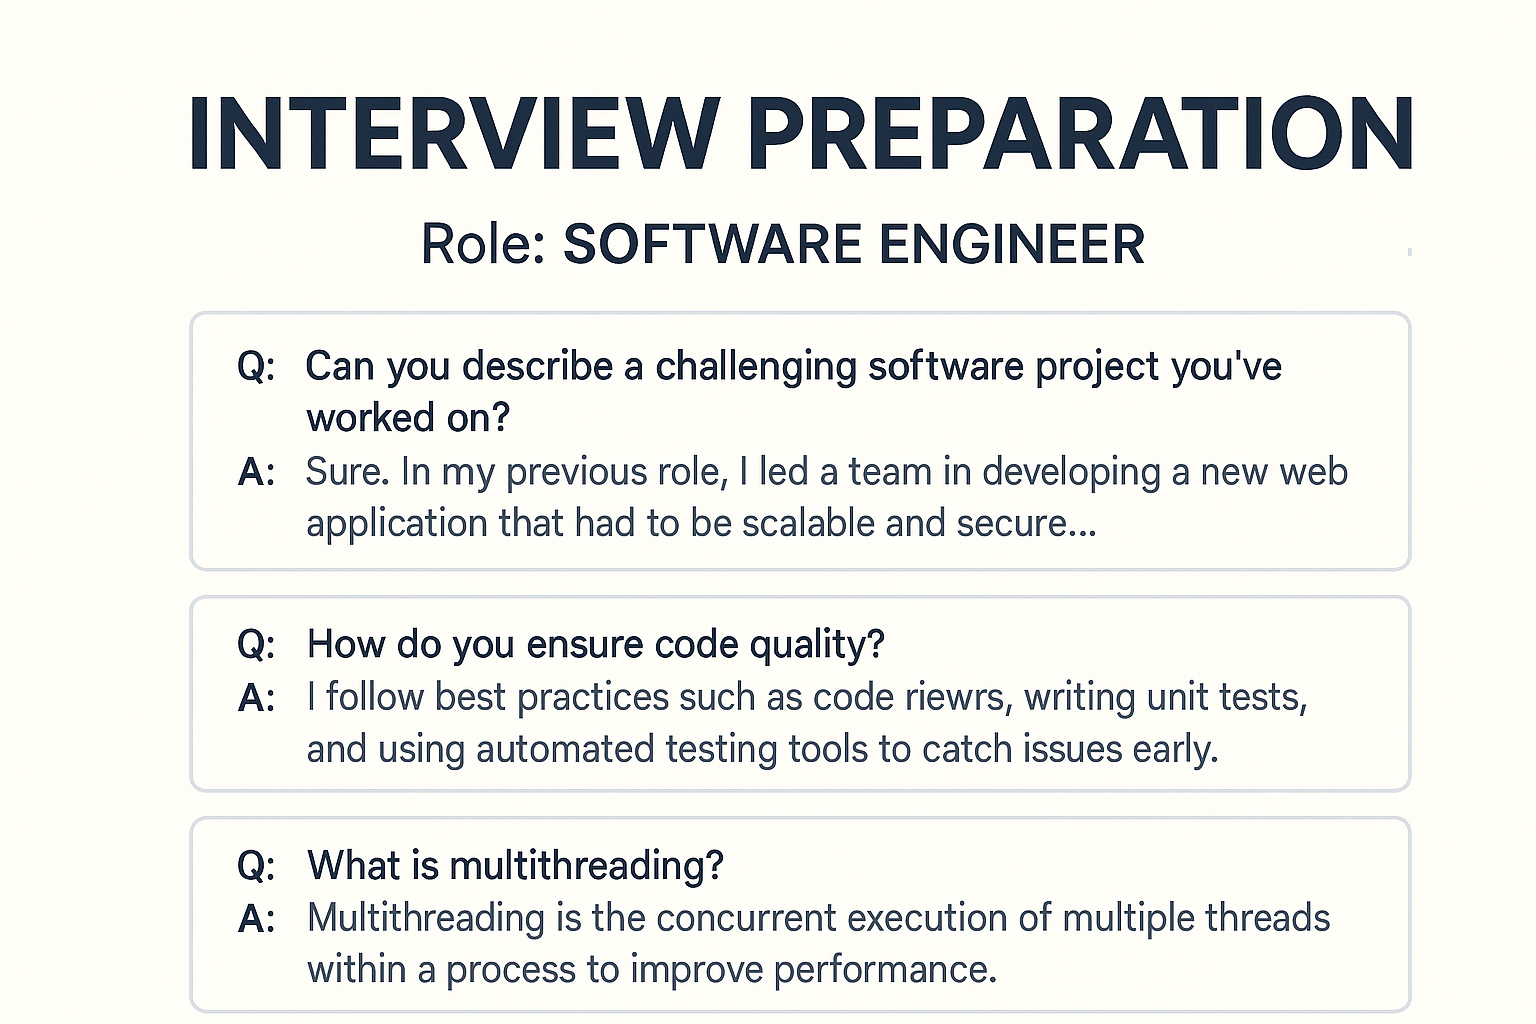 INTERVIEW PREPARATION
Role: SOFTWARE ENGINEER
Q: Can you describe a challenging software project you've
worked on?
A: Sure. In my previous role, I led a team in developing a new web
application that had to be scalable and secure...
Q: How do you ensure code quality?
A: I follow best practices such as code riewrs, writing unit tests,
and using automated testing tools to catch issues early.
Q: What is multithreading?
A: Multithreading is the concurrent execution of multiple threads
within a process to improve performance.